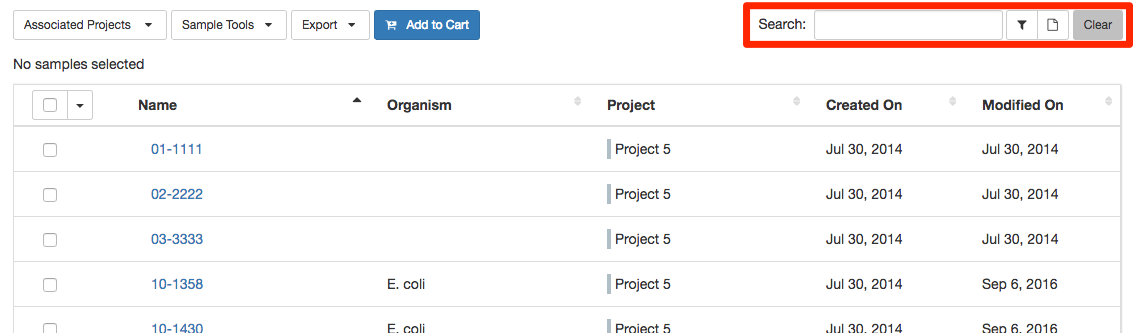 Associated Projects Sample Tools Export Add to Cart Search: Clear
No samples selected
Name Organism Project Created On Modified On
01-1111 Project 5 Jul 30, 2014 Jul 30, 2014
02-2222 Project 5 Jul 30, 2014 Jul 30, 2014
03-3333 Project 5 Jul 30, 2014 Jul 30, 2014
10-1358 E. coli Project 5 Jul 30, 2014 Sep 6, 2016
10-1430 E. coli Project 5 Jul 30, 2014 Sep 6, 2016